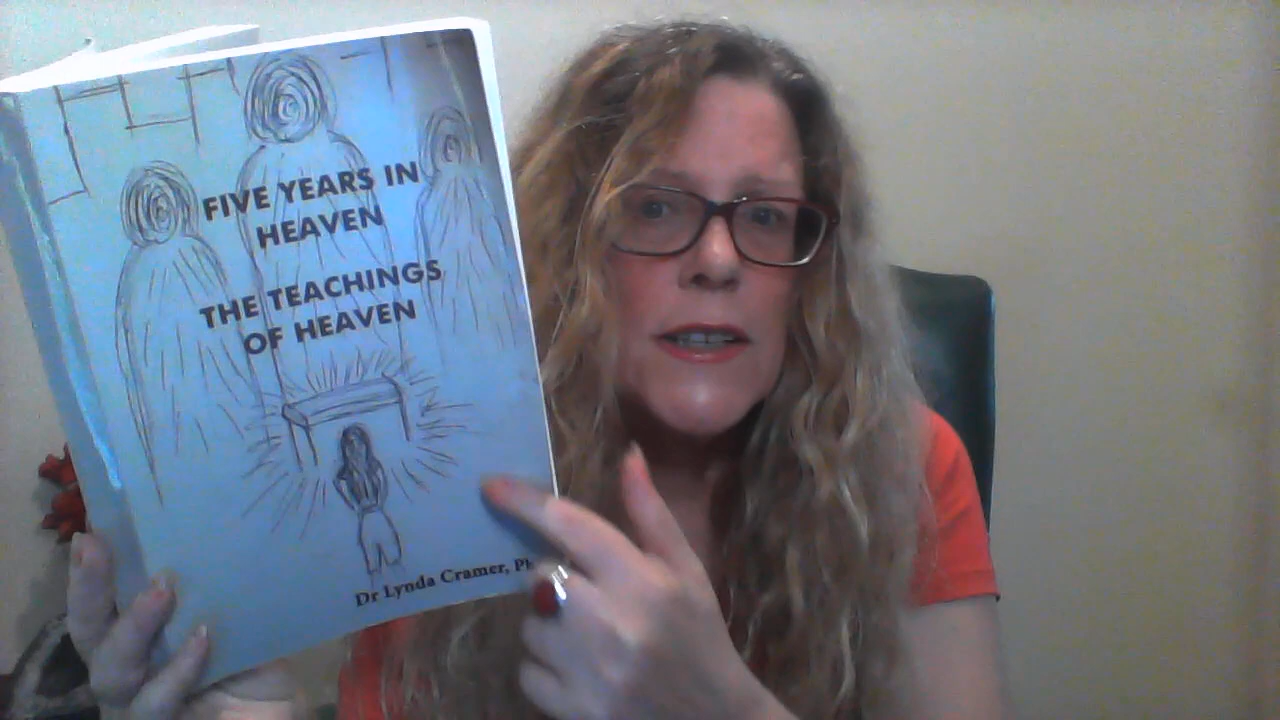 FIVE YEARS IN
HEAVEN
THE TEACHINGS
OF HEAVEN
Dr Lynda Cramer,